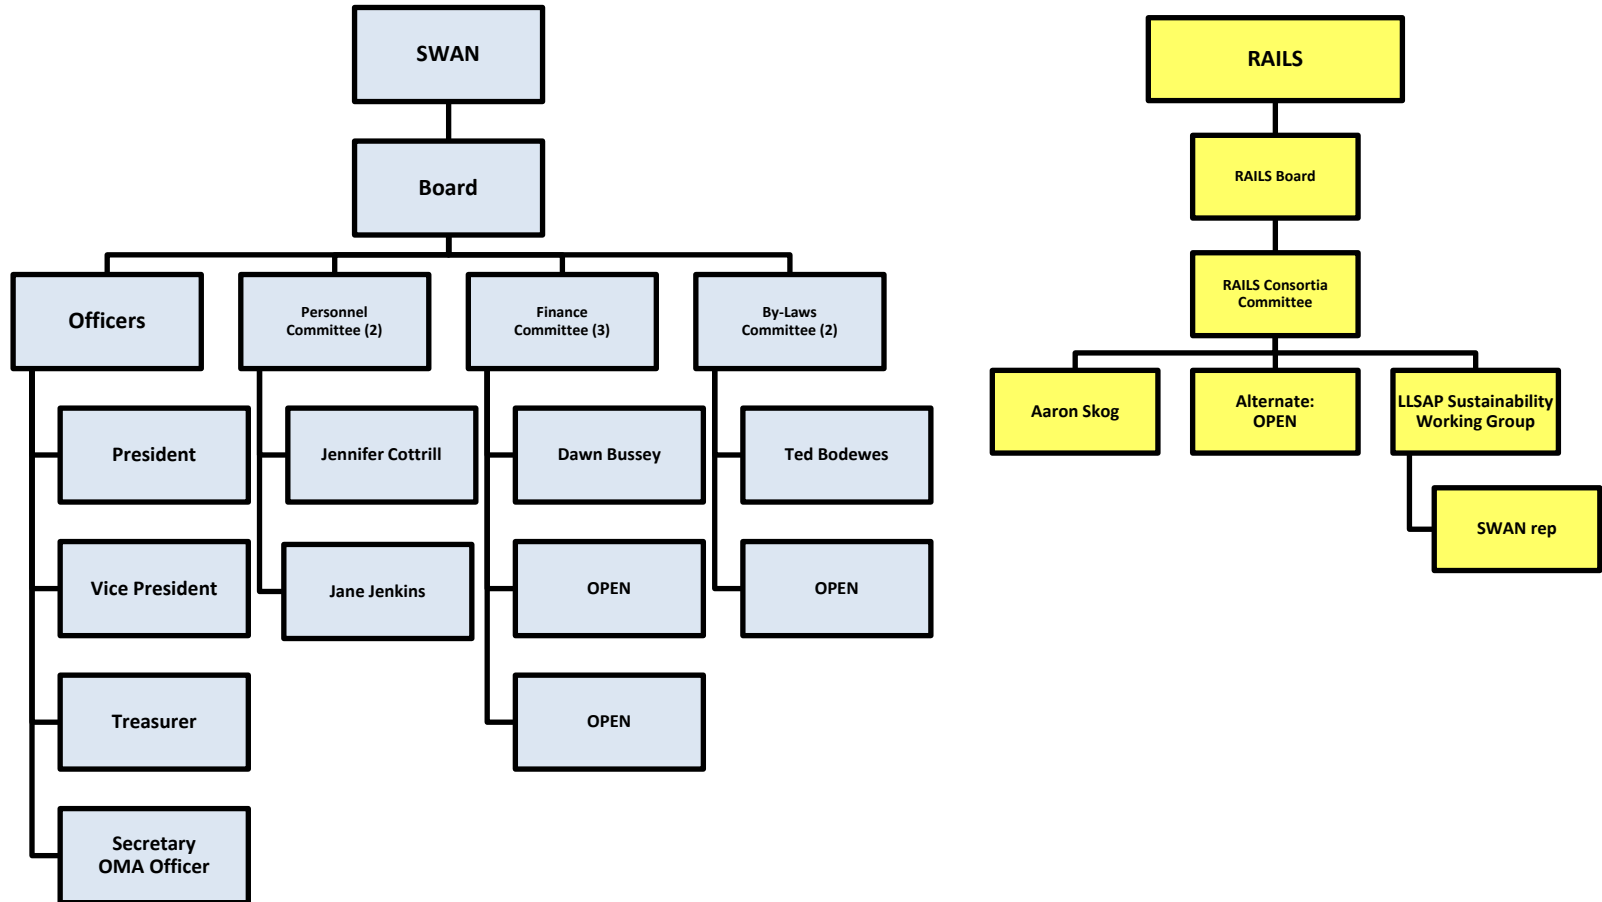 SWAN
RAILS
Board
RAILS Board
Officers
Personnel
Committee (2)
Finance
Committee (3)
By-Laws
Committee (2)
RAILS Consortia
Committee
President
Jennifer Cottrill
Dawn Bussey
Ted Bodewes
Aaron Skog
Alternate:
OPEN
LLSAP Sustainability
Working Group
Vice President
Jane Jenkins
OPEN
OPEN
SWAN rep
Treasurer
OPEN
Secretary
OMA Officer